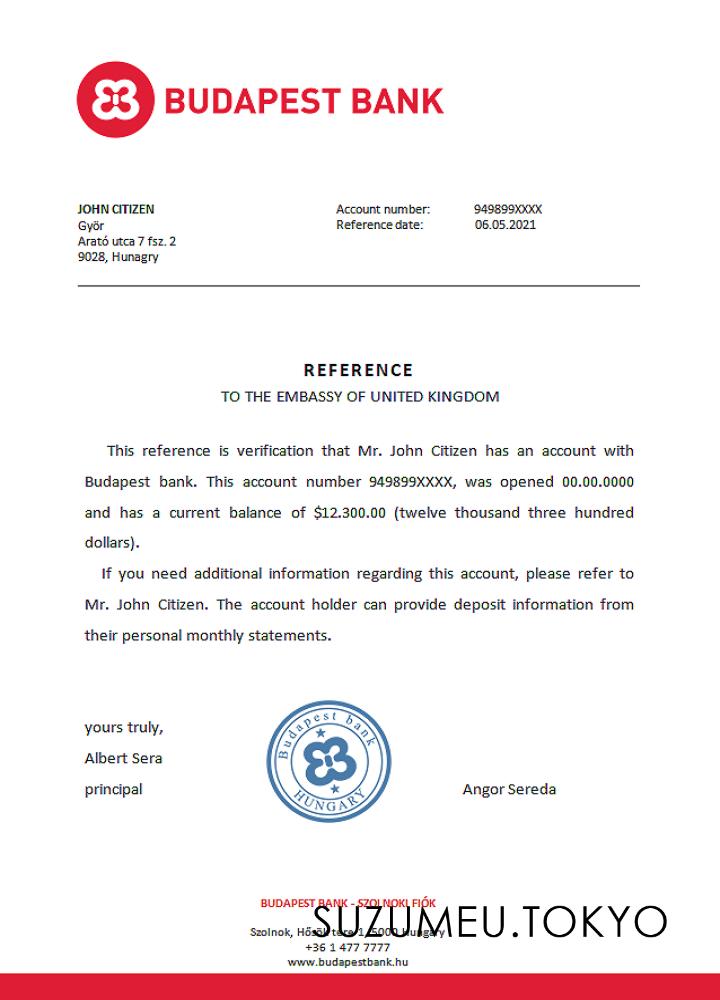 BUDAPEST BANK
JOHN CITIZEN
Györ
Arató utca 7 fsz. 2
9028, Hunagry
Account number: 949899XXXX
Reference date: 06.05.2021
REFERENCE
TO THE EMBASSY OF UNITED KINGDOM
This reference is verification that Mr. John Citizen has an account with
Budapest bank. This account number 949899XXXX, was opened 00.00.0000
and has a current balance of $12.300.00 (twelve thousand three hundred
dollars).
If you need additional information regarding this account, please refer to
Mr. John Citizen. The account holder can provide deposit information from
their personal monthly statements.
yours truly,
Albert Sera
principal
Budapest bank
HUNGARY
Angor Sereda
BUDAPEST BANK - SZOLNOKI FIÓK
SUZUMEU.TOKYO
Szolnok, Hősök tere 1, 5000 Hungary
+36 1 477 7777
www.budapestbank.hu